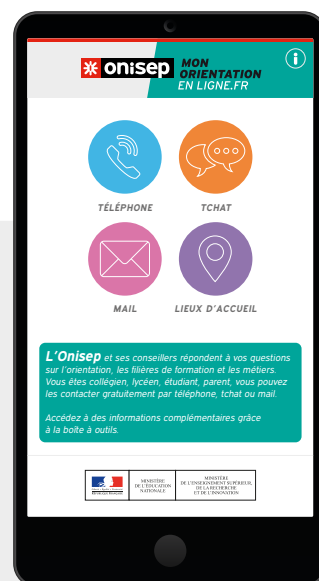 onisep
MON
ORIENTATION
EN LIGNE.FR
i
TÉLÉPHONE
TCHAT
MAIL
LIEUX D'ACCUEIL
L'Onisep et ses conseillers répondent à vos questions
sur l'orientation, les filières de formation et les métiers.
Vous êtes collégien, lycéen, étudiant, parent, vous pouvez
les contacter gratuitement par téléphone, tchat ou mail.
Accédez à des informations complémentaires grâce
à la boîte à outils.
RÉPUBLIQUE FRANÇAISE
MINISTÈRE
DE L'ÉDUCATION
NATIONALE
MINISTÈRE
DE L'ENSEIGNEMENT SUPÉRIEUR,
DE LA RECHERCHE
ET DE L'INNOVATION